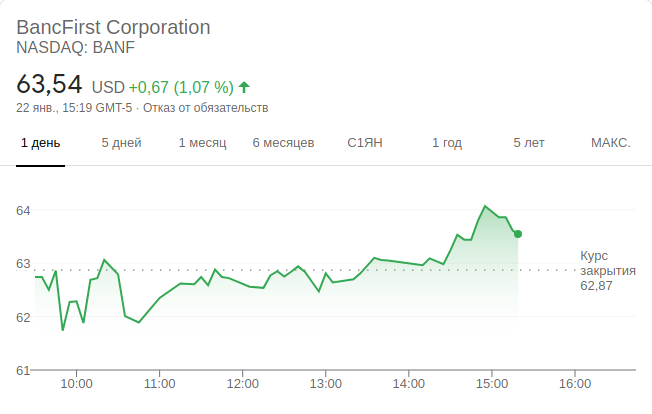 BancFirst Corporation
NASDAQ: BANF
63,54 USD +0,67 (1,07 %)
22 янв., 15:19 GMT-5 · Отказ от обязательств
1 день 5 дней 1 месяц 6 месяцев С1ЯН 1 год 5 лет МАКС.
64
63
62
61
Курс
закрытия
62,87
10:00 11:00 12:00 13:00 14:00 15:00 16:00